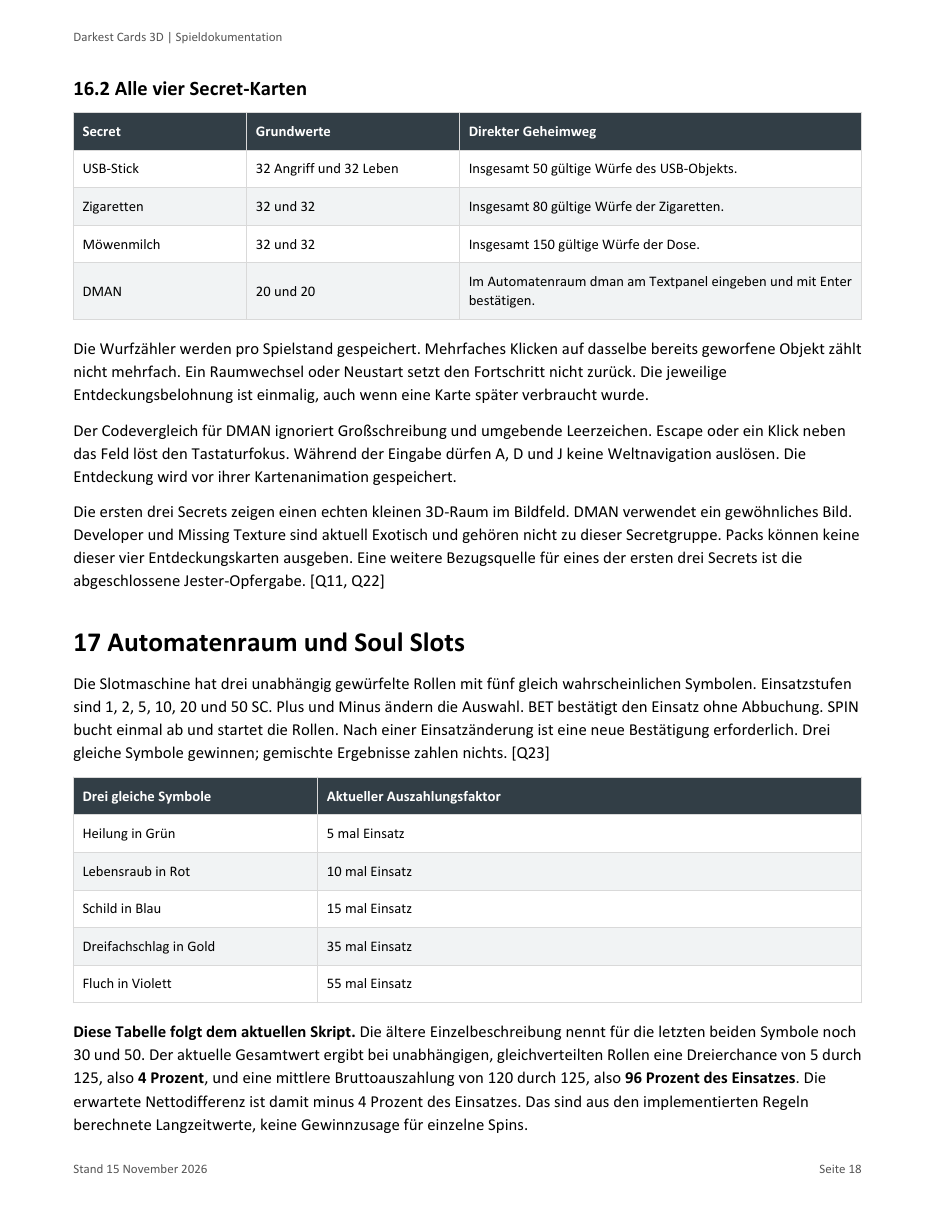 Darkest Cards 3D | Spieldokumentation
16.2 Alle vier Secret-Karten
Secret Grundwerte Direkter Geheimweg
USB-Stick 32 Angriff und 32 Leben Insgesamt 50 gültige Würfe des USB-Objekts.
Zigaretten 32 und 32 Insgesamt 80 gültige Würfe der Zigaretten.
Möwenmilch 32 und 32 Insgesamt 150 gültige Würfe der Dose.
DMAN 20 und 20 Im Automatenraum dman am Textpanel eingeben und mit Enter
bestätigen.
Die Wurfzähler werden pro Spielstand gespeichert. Mehrfaches Klicken auf dasselbe bereits geworfene Objekt zählt
nicht mehrfach. Ein Raumwechsel oder Neustart setzt den Fortschritt nicht zurück. Die jeweilige
Entdeckungsbelohnung ist einmalig, auch wenn eine Karte später verbraucht wurde.
Der Codevergleich für DMAN ignoriert Großschreibung und umgebende Leerzeichen. Escape oder ein Klick neben
das Feld löst den Tastaturfokus. Während der Eingabe dürfen A, D und J keine Weltnavigation auslösen. Die
Entdeckung wird vor ihrer Kartenanimation gespeichert.
Die ersten drei Secrets zeigen einen echten kleinen 3D-Raum im Bildfeld. DMAN verwendet ein gewöhnliches Bild.
Developer und Missing Texture sind aktuell Exotisch und gehören nicht zu dieser Secretgruppe. Packs können keine
dieser vier Entdeckungskarten ausgeben. Eine weitere Bezugsquelle für eines der ersten drei Secrets ist die
abgeschlossene Jester-Opfergabe. [Q11, Q22]
17 Automatenraum und Soul Slots
Die Slotmaschine hat drei unabhängig gewürfelte Rollen mit fünf gleich wahrscheinlichen Symbolen. Einsatzstufen
sind 1, 2, 5, 10, 20 und 50 SC. Plus und Minus ändern die Auswahl. BET bestätigt den Einsatz ohne Abbuchung. SPIN
bucht einmal ab und startet die Rollen. Nach einer Einsatzänderung ist eine neue Bestätigung erforderlich. Drei
gleiche Symbole gewinnen; gemischte Ergebnisse zahlen nichts. [Q23]
Drei gleiche Symbole Aktueller Auszahlungsfaktor
Heilung in Grün 5 mal Einsatz
Lebensraub in Rot 10 mal Einsatz
Schild in Blau 15 mal Einsatz
Dreifachschlag in Gold 35 mal Einsatz
Fluch in Violett 55 mal Einsatz
Diese Tabelle folgt dem aktuellen Skript. Die ältere Einzelbeschreibung nennt für die letzten beiden Symbole noch
30 und 50. Der aktuelle Gesamtwert ergibt bei unabhängigen, gleichverteilten Rollen eine Dreierchance von 5 durch
125, also 4 Prozent, und eine mittlere Bruttoauszahlung von 120 durch 125, also 96 Prozent des Einsatzes. Die
erwartete Nettodifferenz ist damit minus 4 Prozent des Einsatzes. Das sind aus den implementierten Regeln
berechnete Langzeitwerte, keine Gewinnzusage für einzelne Spins.
Stand 15 November 2026 Seite 18